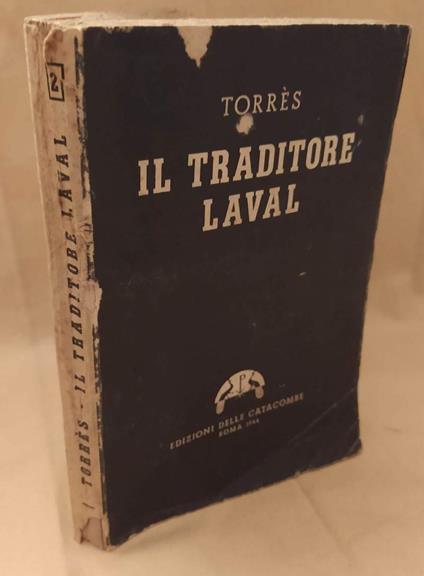 TORRÈS
IL TRADITORE
LAVAL
P
EDIZIONI DELLE CATACOMBE
ROMA 1944
2
TORRÈS - IL TRADITORE LAVAL